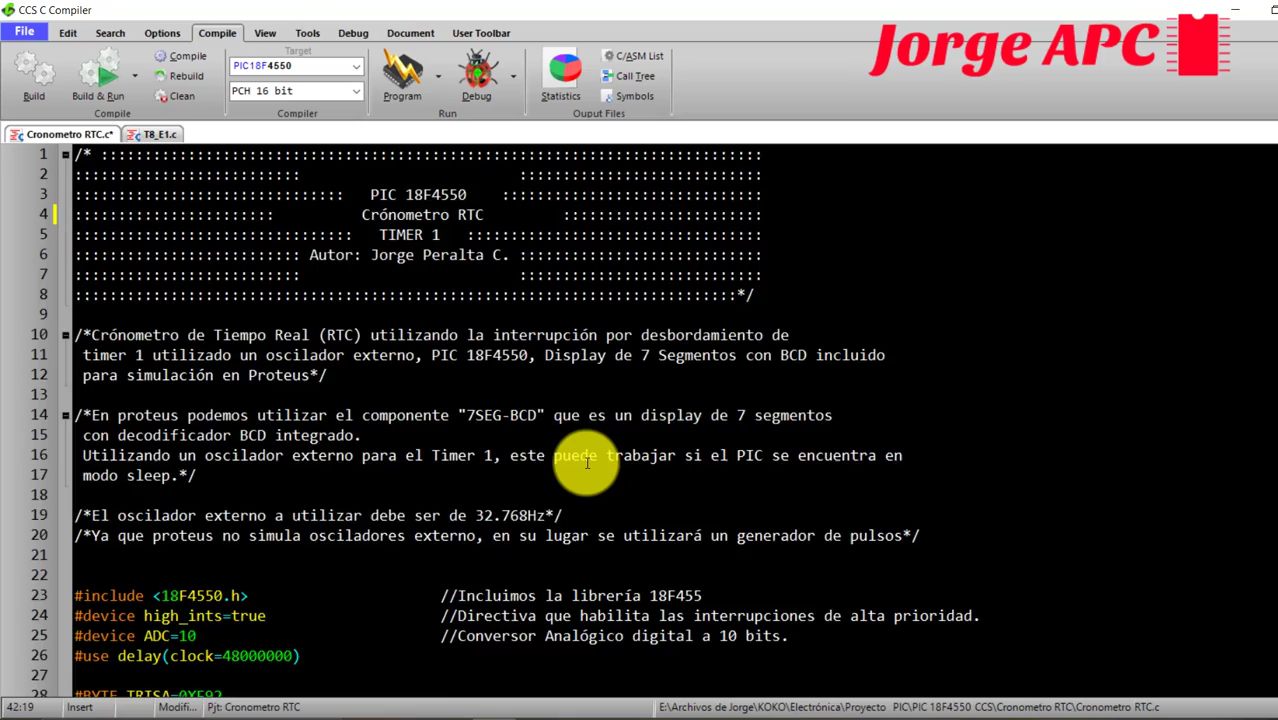 CCS C Compiler
File Edit Search Options Compile View Tools Debug Document User Toolbar
Jorge APC
Target
Compile
PIC18F4550
C/ASM List
Rebuild
Call Tree
Clean
PCH 16 bit
Symbols
Build Build & Run Program Debug Statistics
Compile Compiler Run Ouput Files
Cronometro RTC.c* T8_E1.c
1 /* ::::::::::::::::::::::::::::::::::::::::::::::::::::::::::::::::::::::::::::
2 :::::::::::::::::::::::::: ::::::::::::::::::::::::::::
3 ::::::::::::::::::::::::::::::: PIC 18F4550 ::::::::::::::::::::::::::::::
4 ::::::::::::::::::::::: Crónometro RTC :::::::::::::::::::::::
5 :::::::::::::::::::::::::::::::: TIMER 1 ::::::::::::::::::::::::::::::::::
6 :::::::::::::::::::::::::: Autor: Jorge Peralta C. ::::::::::::::::::::::::::::
7 :::::::::::::::::::::::::: ::::::::::::::::::::::::::::
8 ::::::::::::::::::::::::::::::::::::::::::::::::::::::::::::::::::::::::::::*/
9
10 /*Crónometro de Tiempo Real (RTC) utilizando la interrupción por desbordamiento de
11 timer 1 utilizado un oscilador externo, PIC 18F4550, Display de 7 Segmentos con BCD incluido
12 para simulación en Proteus*/
13
14 /*En proteus podemos utilizar el componente "7SEG-BCD" que es un display de 7 segmentos
15 con decodificador BCD integrado.
16 Utilizando un oscilador externo para el Timer 1, este puede trabajar si el PIC se encuentra en
17 modo sleep.*/
18
19 /*El oscilador externo a utilizar debe ser de 32.768Hz*/
20 /*Ya que proteus no simula osciladores externo, en su lugar se utilizará un generador de pulsos*/
21
22
23 #include <18F4550.h> //Incluimos la librería 18F455
24 #device high_ints=true //Directiva que habilita las interrupciones de alta prioridad.
25 #device ADC=10 //Conversor Analógico digital a 10 bits.
26 #use delay(clock=48000000)
27
28 #BYTE TRISA=0XF92
42:19 Insert Modifi... Pjt: Cronometro RTC E:\Archivos de Jorge\KOKO\Electrónica\Proyecto PIC\PIC 18F4550 CCS\Cronometro RTC\Cronometro RTC.c